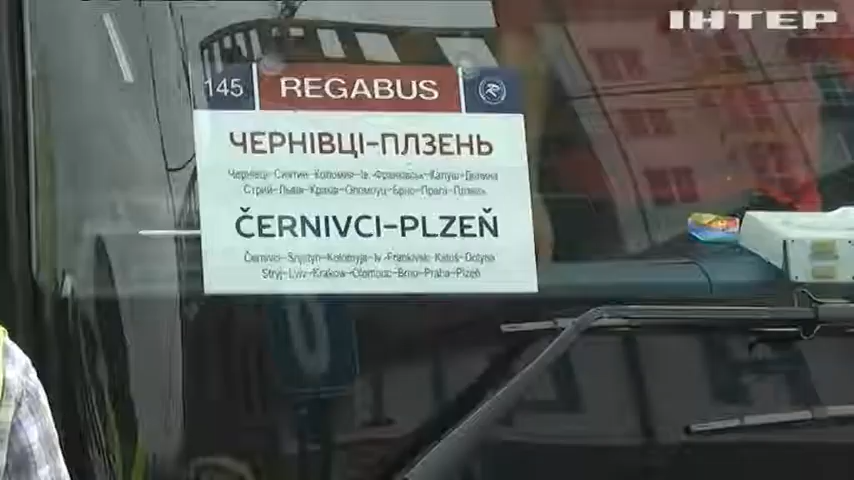 ІНТЕР
145 REGABUS
ЧЕРНІВЦІ-ПЛЗЕНЬ
Чернівці-Снятин-Коломия-Ів. Франківськ-Калуш-Долина
Стрий-Львів-Краків-Оломоуц-Брно-Прага-Плзень
ČERNIVCI-PLZEŇ
Černivci-Snjatyn-Kolomyja-Iv-Frankivsk-Kaluš-Dolyna
Stryj-Lviv-Krakow-Olomouc-Brno-Praha-Plzeň